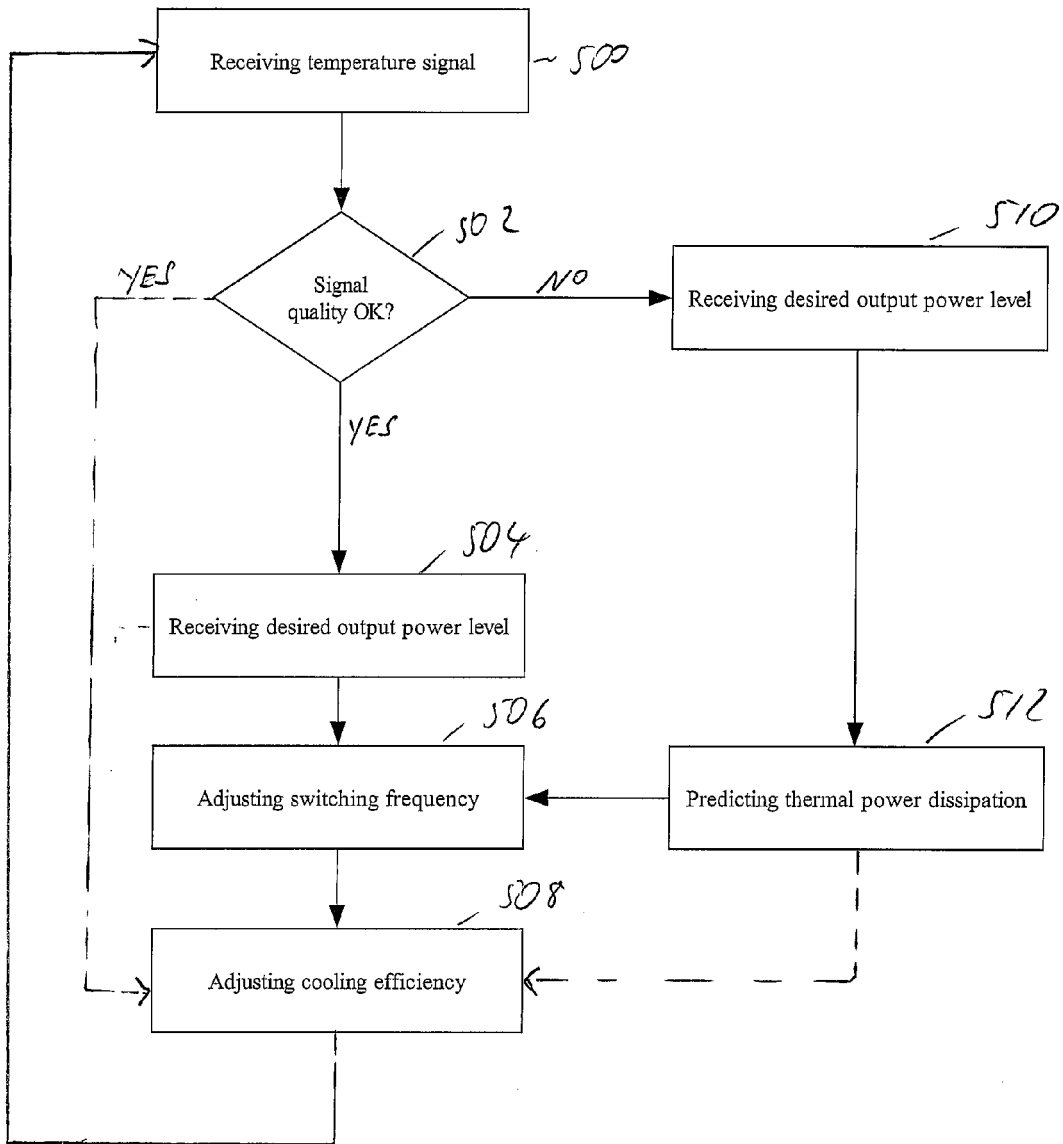 Receiving temperature signal
~ 500
502
510
YES
Signal
quality OK?
NO
Receiving desired output power level
YES
504
Receiving desired output power level
506
512
Adjusting switching frequency
Predicting thermal power dissipation
508
Adjusting cooling efficiency